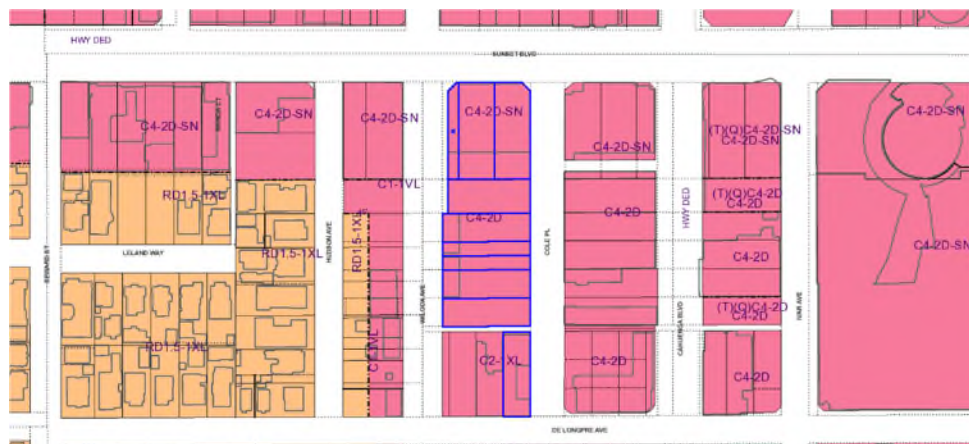 HWY DED
SUNSET BLVD
C4-2D-SN
C4-2D-SN
C4-2D-SN
C4-2D-SN
C4-2D-SN
(T)(Q)C4-2D-SN
C4-2D-SN
C4-2D-SN
RD1.5-1XL
C1-1VL
C4-2D
C4-2D
HWY DED
(T)(Q)C4-2D
C4-2D
SEWARD ST
LELAND WAY
RD1.5-1XL
HUDSON AVE
RD1.5-1XL
WILCOX AVE
COLE PL
CAHUENGA BLVD
C4-2D
IVAR AVE
C4-2D-SN
(T)(Q)C4-2D
C4-2D
RD1.5-1XL
C2-1XL
C4-2D
C4-2D
DE LONGPRE AVE